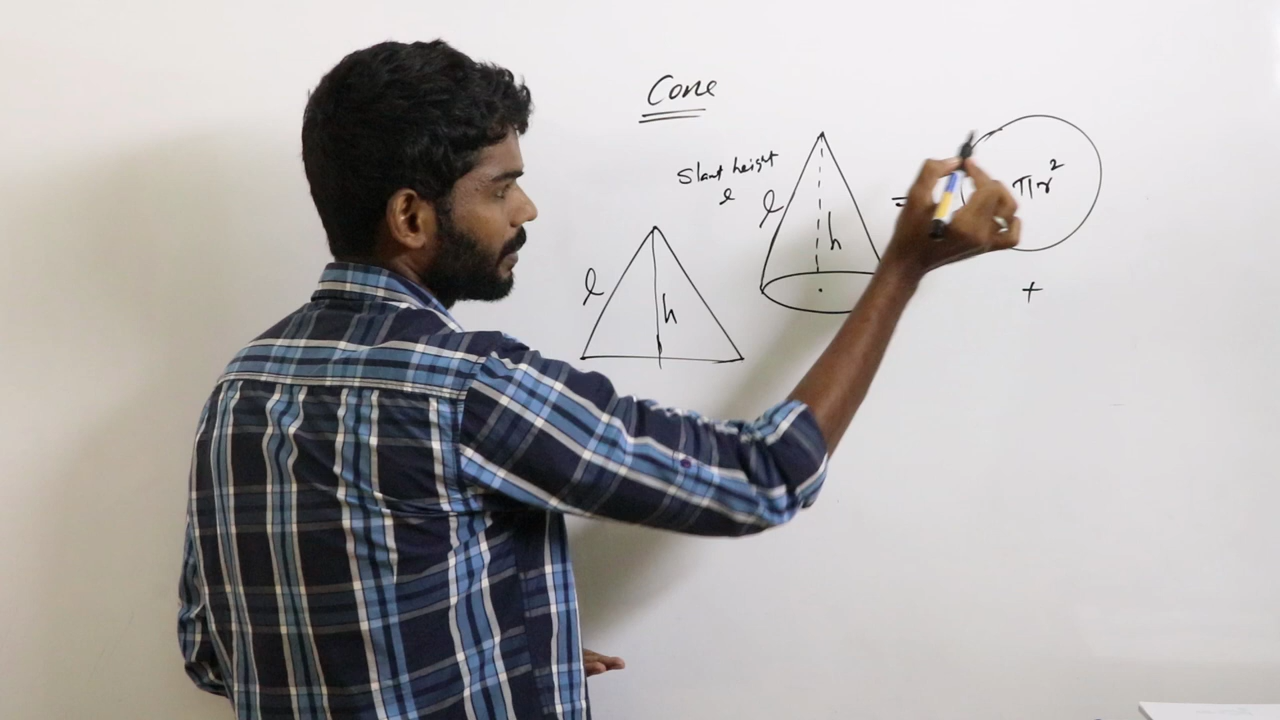 Cone
Slant height
l
l
h
=
πr²
+
l
h